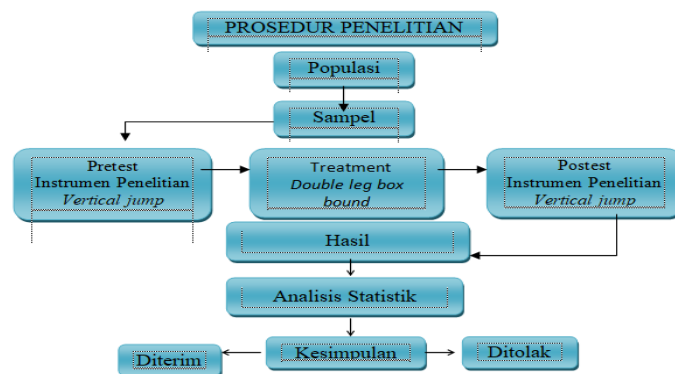 PROSEDUR PENELITIAN
Populasi
Sampel
Pretest
Instrumen Penelitian
Vertical jump
Treatment
Double leg box
bound
Postest
Instrumen Penelitian
Vertical jump
Hasil
Analisis Statistik
Kesimpulan
Diterim
Ditolak